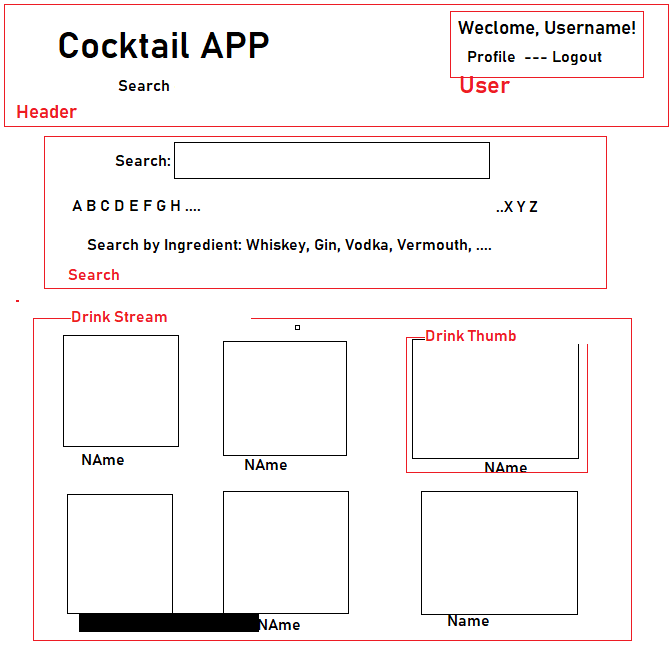 Cocktail APP
Weclome, Username!
Profile --- Logout
Search
User
Header
Search:
A B C D E F G H ....
..X Y Z
Search by Ingredient: Whiskey, Gin, Vodka, Vermouth, ....
Search
Drink Stream
Drink Thumb
NAme
NAme
NAme
NAme
Name